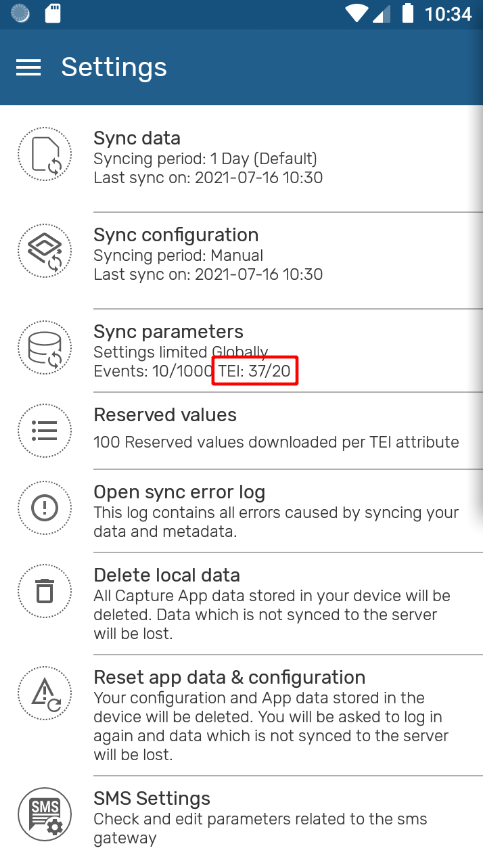 10:34
Settings
Sync data
Syncing period: 1 Day (Default)
Last sync on: 2021-07-16 10:30
Sync configuration
Syncing period: Manual
Last sync on: 2021-07-16 10:30
Sync parameters
Settings limited Globally
Events: 10/1000 TEI: 37/20
Reserved values
100 Reserved values downloaded per TEI attribute
Open sync error log
This log contains all errors caused by syncing your
data and metadata.
Delete local data
All Capture App data stored in your device will be
deleted. Data which is not synced to the server
will be lost.
Reset app data & configuration
Your configuration and App data stored in the
device will be deleted. You will be asked to log in
again and data which is not synced to the server
will be lost.
SMS
SMS Settings
Check and edit parameters related to the sms
gateway